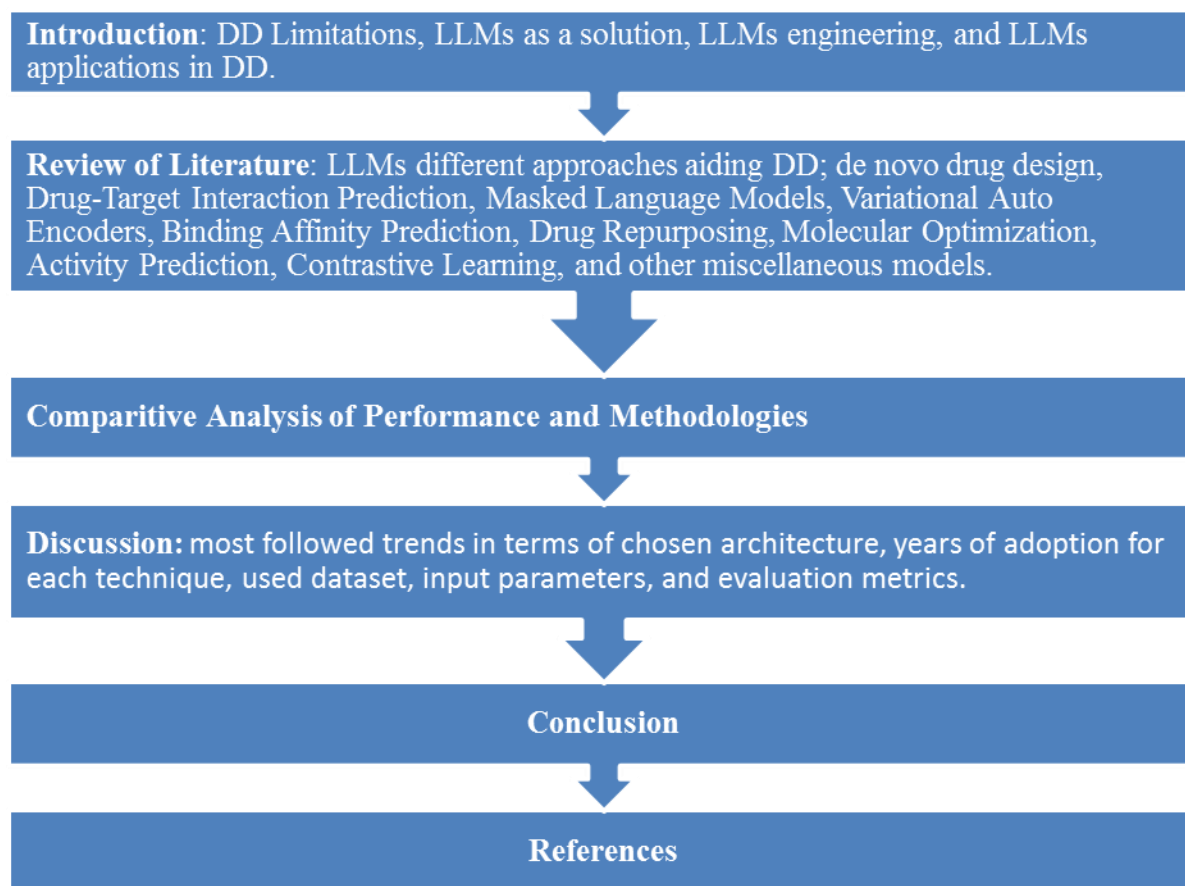 Introduction: DD Limitations, LLMs as a solution, LLMs engineering, and LLMs
applications in DD.
Review of Literature: LLMs different approaches aiding DD; de novo drug design,
Drug-Target Interaction Prediction, Masked Language Models, Variational Auto
Encoders, Binding Affinity Prediction, Drug Repurposing, Molecular Optimization,
Activity Prediction, Contrastive Learning, and other miscellaneous models.
Comparitive Analysis of Performance and Methodologies
Discussion: most followed trends in terms of chosen architecture, years of adoption for
each technique, used dataset, input parameters, and evaluation metrics.
Conclusion
References